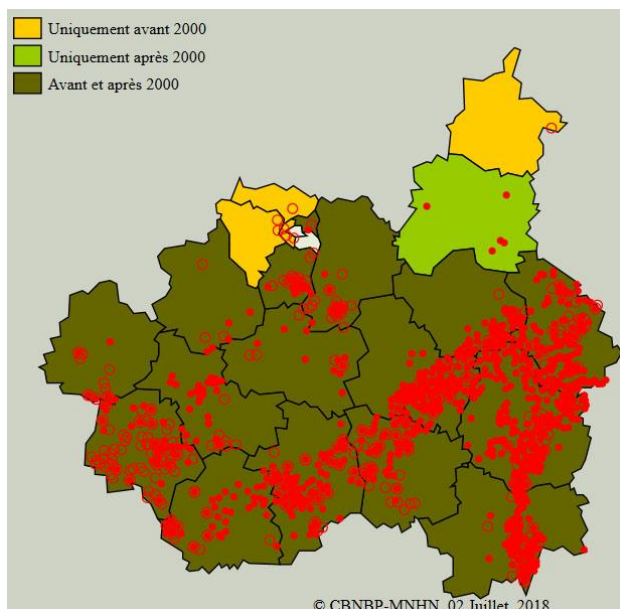 Uniquement avant 2000
Uniquement après 2000
Avant et après 2000
© CBNBP-MNHN, 02 Juillet, 2018